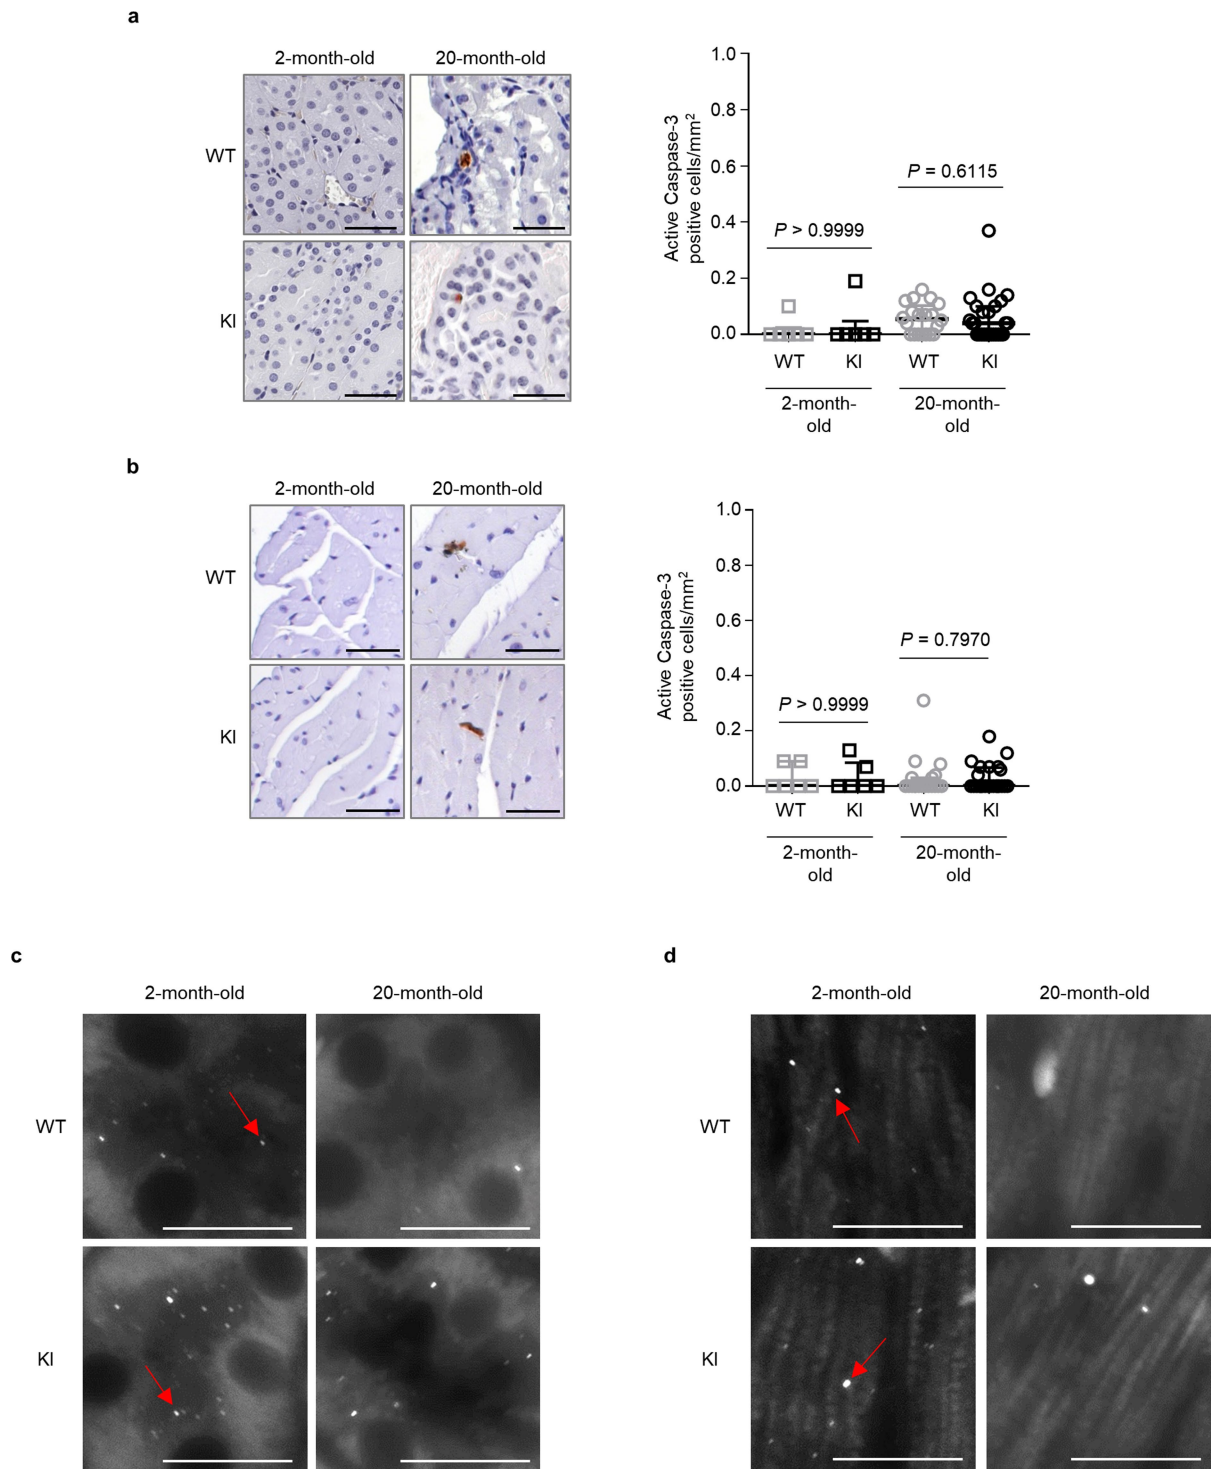 a
2-month-old 20-month-old
WT
KI
Active Caspase-3
positive cells/mm²
1.0
0.8
0.6
0.4
0.2
0.0
P > 0.9999
P = 0.6115
WT KI WT KI
2-month-
old
20-month-
old
b
2-month-old 20-month-old
WT
KI
Active Caspase-3
positive cells/mm²
1.0
0.8
0.6
0.4
0.2
0.0
P > 0.9999
P = 0.7970
WT KI WT KI
2-month-
old
20-month-
old
c
2-month-old 20-month-old
WT
KI
d
2-month-old 20-month-old
WT
KI